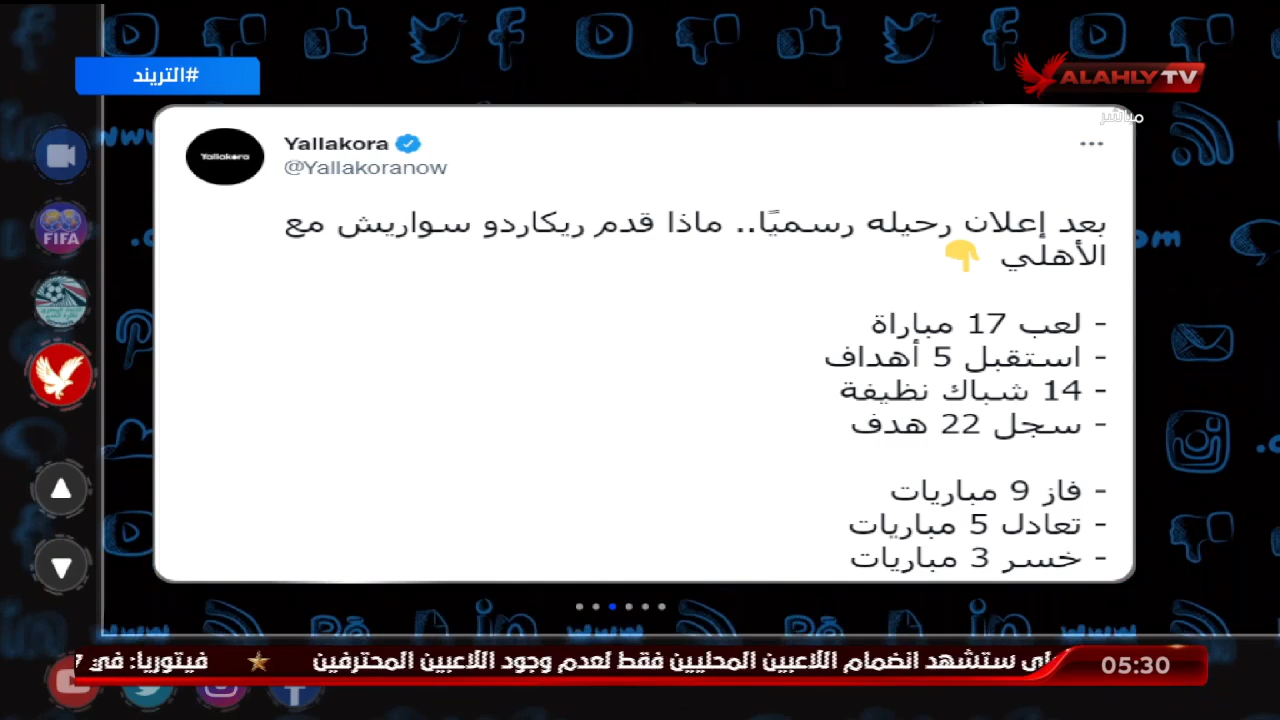 #التريند
ALAHLY TV
مباشر
Yallakora
Yallakora
@Yallakoranow
بعد إعلان رحيله رسميًا.. ماذا قدم ريكاردو سواريش مع
الأهلي 👇
- لعب 17 مباراة
- استقبل 5 أهداف
- 14 شباك نظيفة
- سجل 22 هدف
- فاز 9 مباريات
- تعادل 5 مباريات
- خسر 3 مباريات
FIFA
ستشهد انضمام اللاعبين المحليين فقط لعدم وجود اللاعبين المحترفين ★ فيتوريا: في
05:30